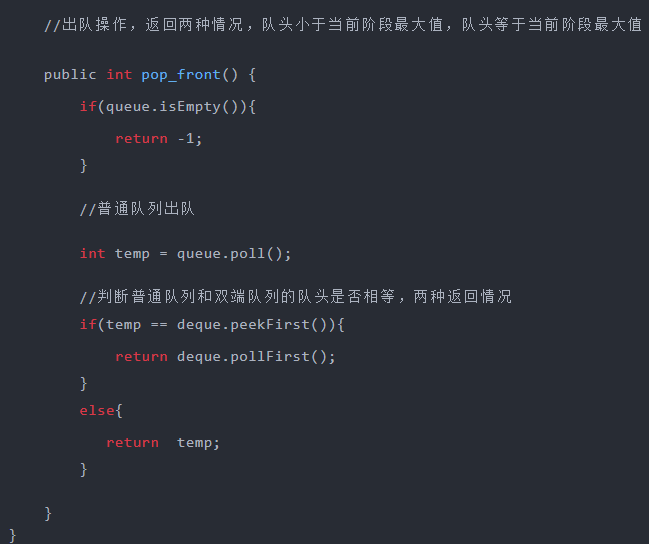 //出队操作，返回两种情况，队头小于当前阶段最大值，队头等于当前阶段最大值
public int pop_front() {
if(queue.isEmpty()){
return -1;
}
//普通队列出队
int temp = queue.poll();
//判断普通队列和双端队列的队头是否相等，两种返回情况
if(temp == deque.peekFirst()){
return deque.pollFirst();
}
else{
return  temp;
}
}
}